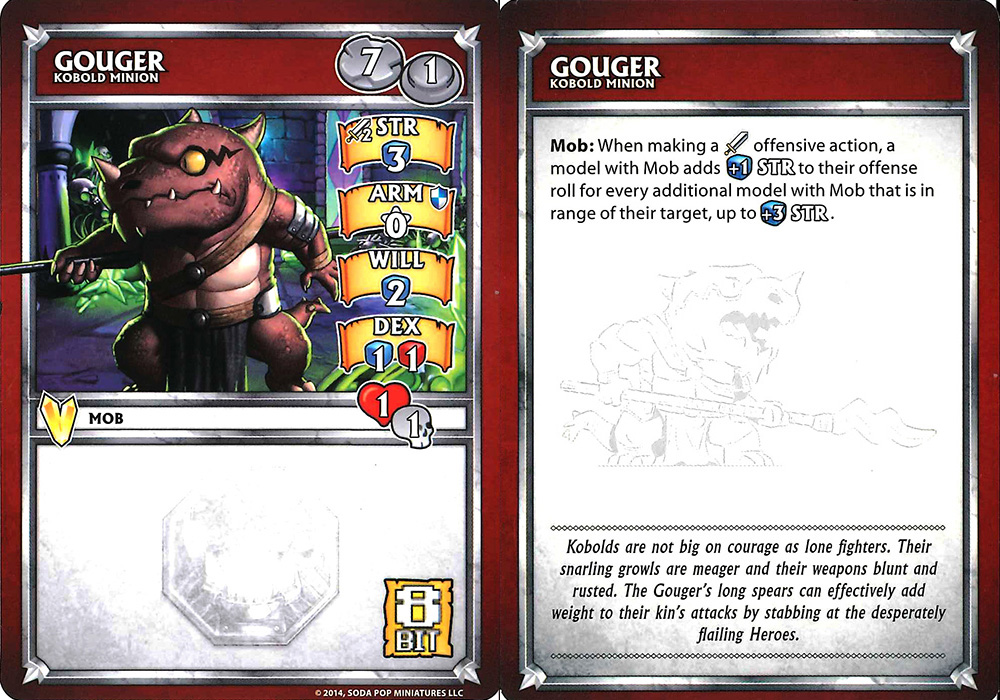 GOUGER
KOBOLD MINION
7
1
2 STR
3
ARM
0
WILL
2
DEX
1 1
MOB
1
1
8
BIT
© 2014, SODA POP MINIATURES LLC
GOUGER
KOBOLD MINION
Mob: When making a offensive action, a
model with Mob adds +1 STR to their offense
roll for every additional model with Mob that is in
range of their target, up to +3 STR.
Kobolds are not big on courage as lone fighters. Their
snarling growls are meager and their weapons blunt and
rusted. The Gouger's long spears can effectively add
weight to their kin's attacks by stabbing at the desperately
flailing Heroes.